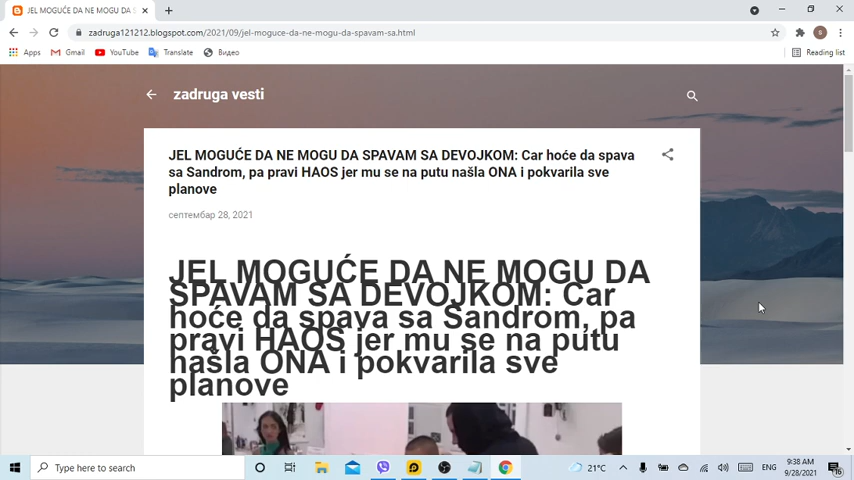 JEL MOGUĆE DA NE MOGU DA S
zadruga121212.blogspot.com/2021/09/jel-moguce-da-ne-mogu-da-spavam-sa.html
Apps Gmail YouTube Translate Видео Reading list
zadruga vesti
JEL MOGUĆE DA NE MOGU DA SPAVAM SA DEVOJKOM: Car hoće da spava
sa Sandrom, pa pravi HAOS jer mu se na putu našla ONA i pokvarila sve
planove
септембар 28, 2021
JEL MOGUĆE DA NE MOGU DA
SPAVAM SA DEVOJKOM: Car
hoće da spava sa Sandrom, pa
pravi HAOS jer mu se na putu
našla ONA i pokvarila sve
planove
Type here to search
21°C
ENG
9:38 AM
9/28/2021
16